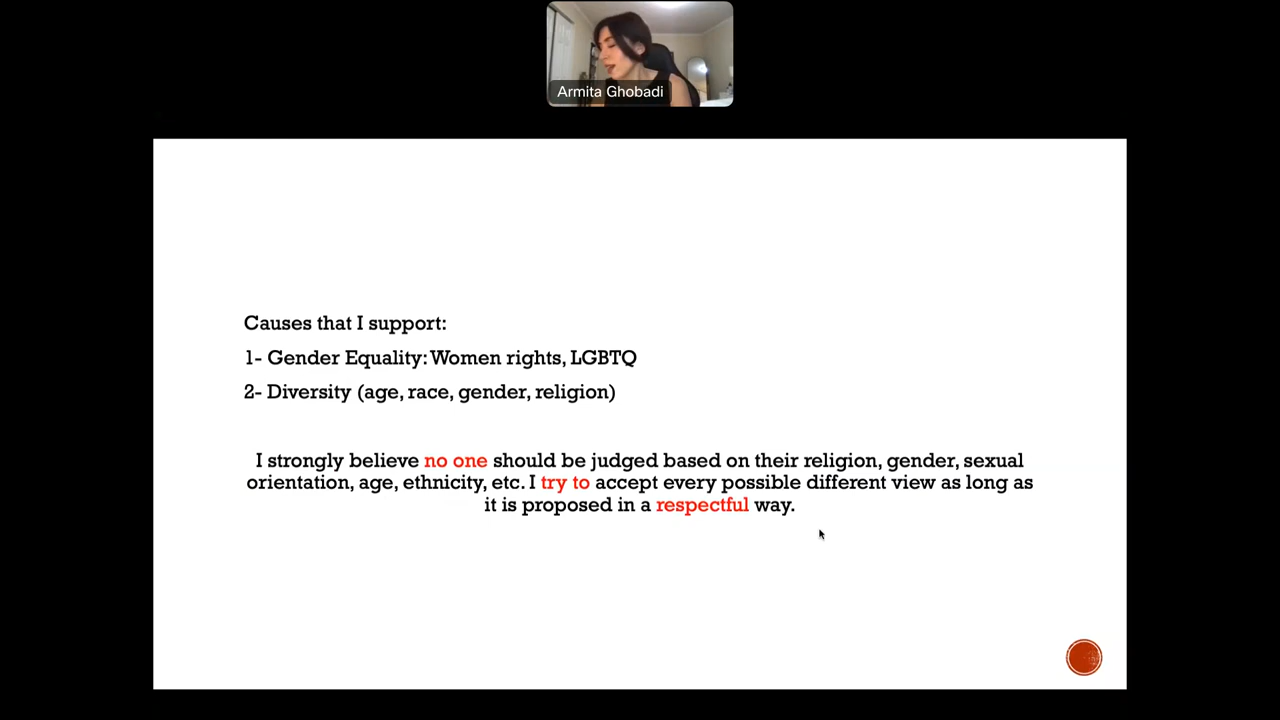 Armita Ghobadi
Causes that I support:
1- Gender Equality: Women rights, LGBTQ
2- Diversity (age, race, gender, religion)
I strongly believe no one should be judged based on their religion, gender, sexual
orientation, age, ethnicity, etc. I try to accept every possible different view as long as
it is proposed in a respectful way.